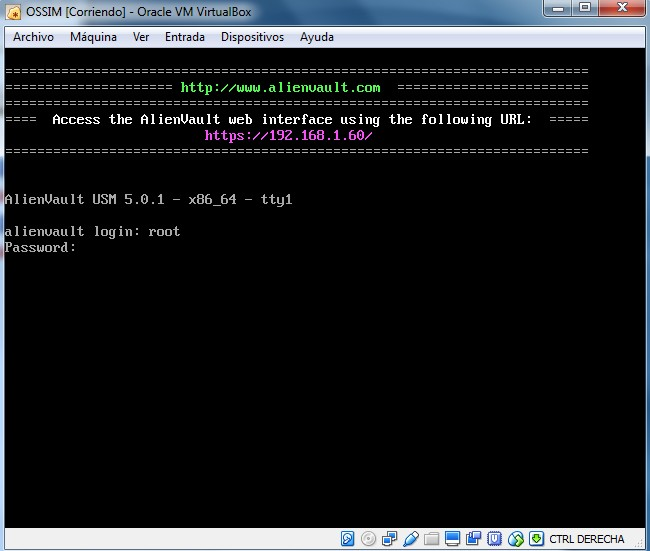 OSSIM [Corriendo] - Oracle VM VirtualBox
Archivo Máquina Ver Entrada Dispositivos Ayuda
=========================================================================
===================== http://www.alienvault.com ========================
=========================================================================
==== Access the AlienVault web interface using the following URL: =====
https://192.168.1.60/
=========================================================================
AlienVault USM 5.0.1 - x86_64 - tty1
alienvault login: root
Password:
CTRL DERECHA